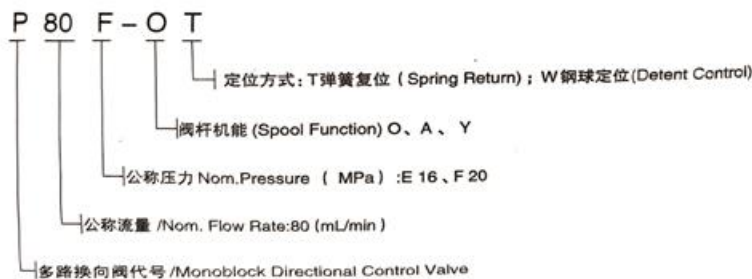 P 80 F - O T
定位方式: T弹簧复位 ( Spring Return) ; W钢球定位(Detent Control)
阀杆机能 (Spool Function) O、A、Y
公称压力 Nom.Pressure ( MPa) :E 16、F 20
公称流量 /Nom. Flow Rate:80 (mL/min )
多路换向阀代号 /Monoblock Directional Control Valve